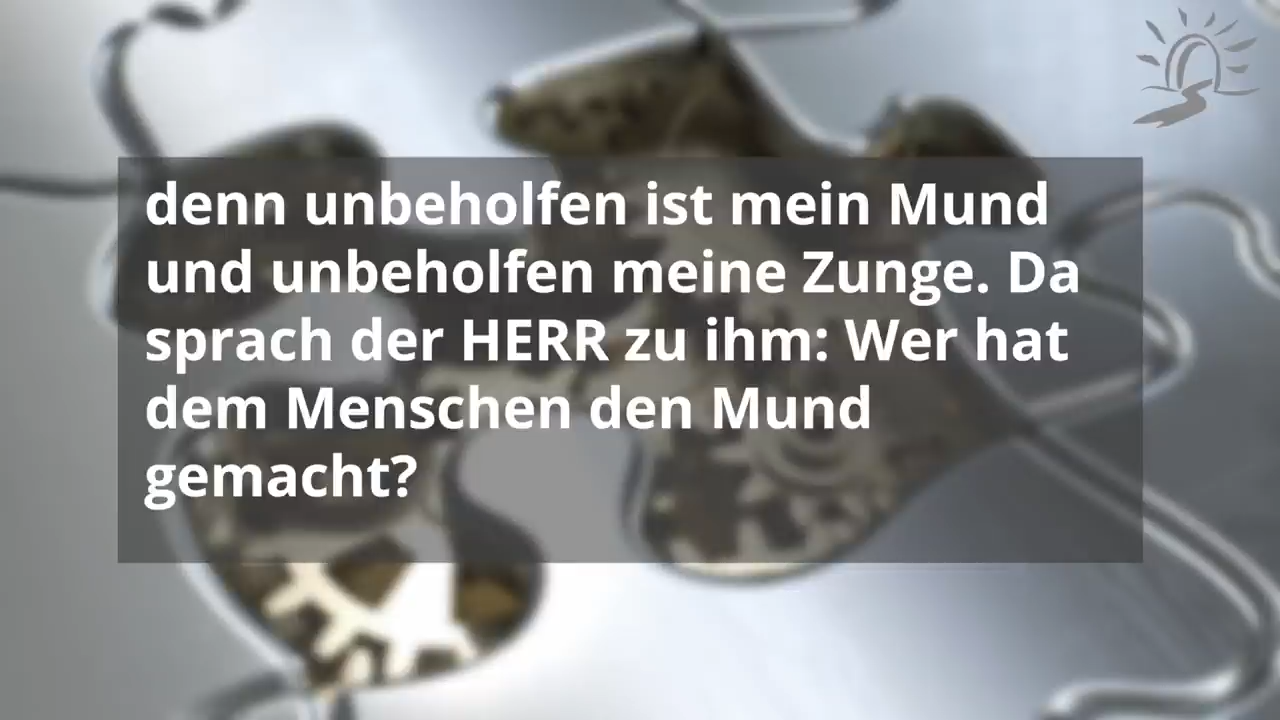 denn unbeholfen ist mein Mund
und unbeholfen meine Zunge. Da
sprach der HERR zu ihm: Wer hat
dem Menschen den Mund
gemacht?